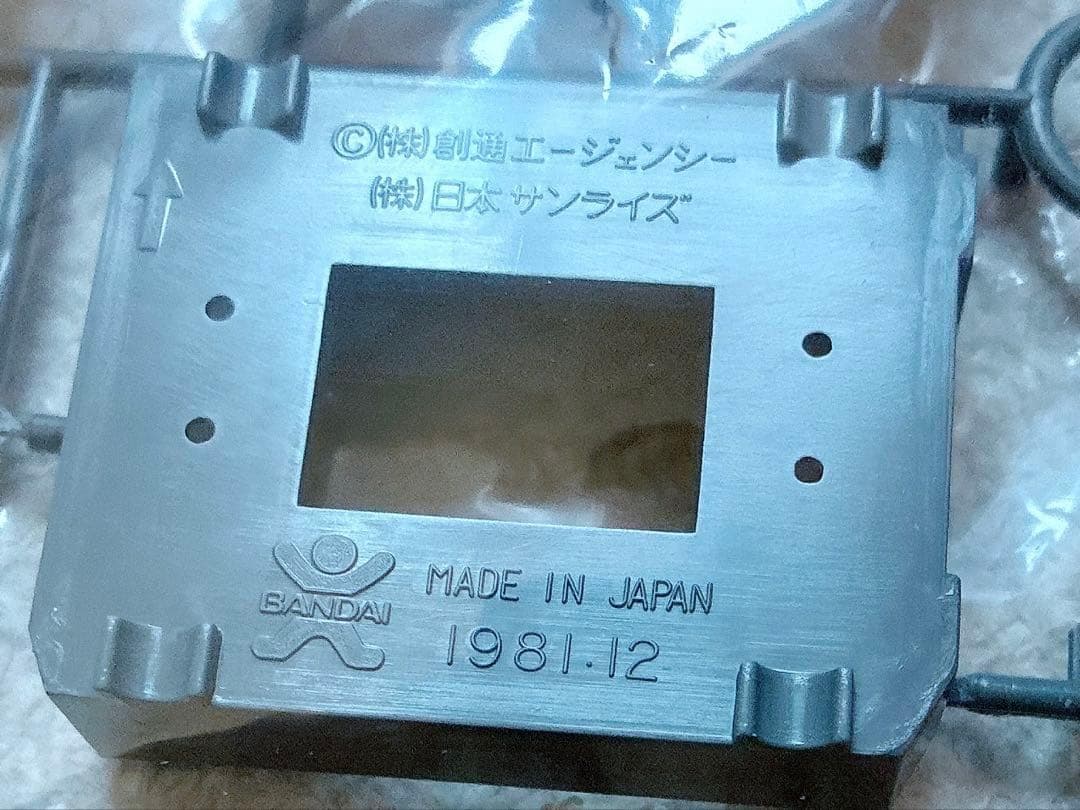 ©(株)創通エージェンシー
(株)日本サンライズ
BANDAI
MADE IN JAPAN
1981.12